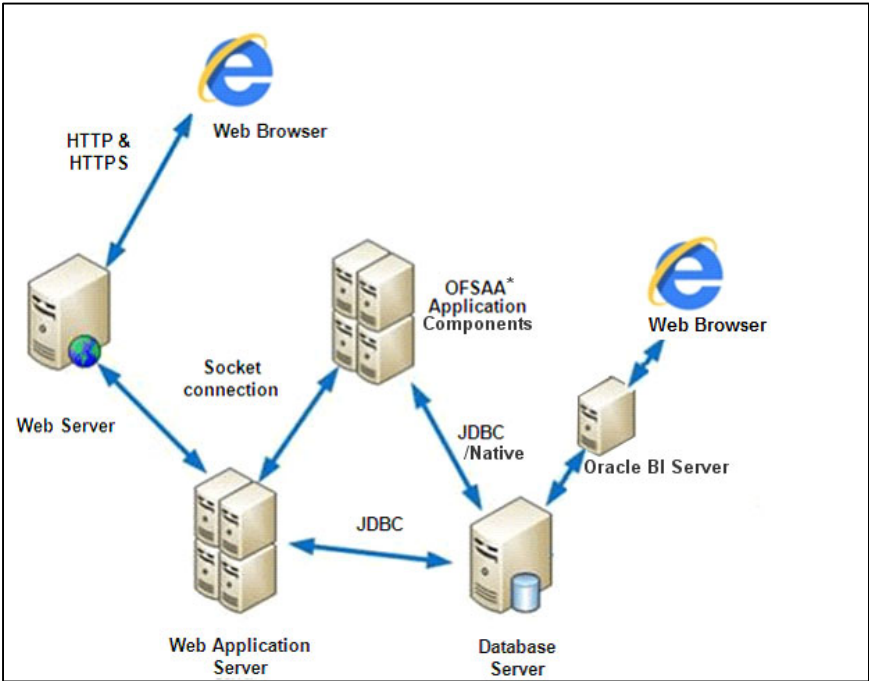 Web Browser
HTTP &
HTTPS
OFSAA*
Application
Components
Web Browser
Socket
connection
Web Server
JDBC
/Native
Oracle BI Server
JDBC
Web Application
Server
Database
Server